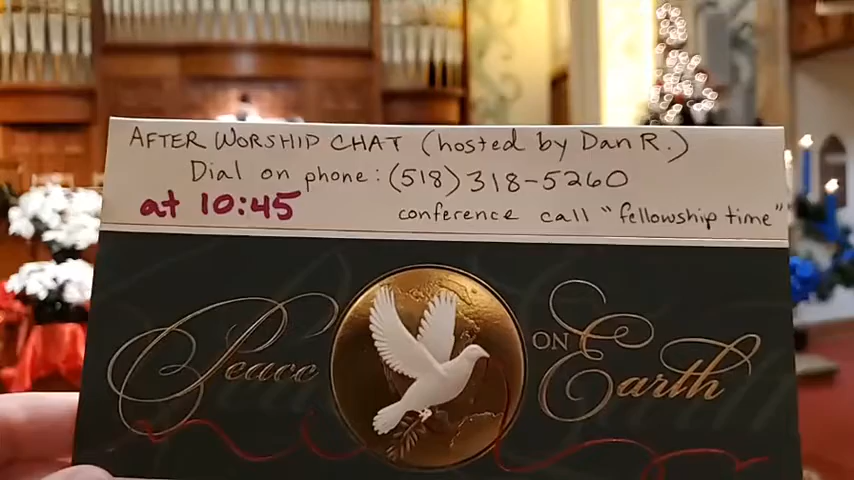 AFTER WORSHIP CHAT (hosted by Dan R.)
Dial on phone: (518) 318-5260
at 10:45 conference call "fellowship time"
Peace ON Earth